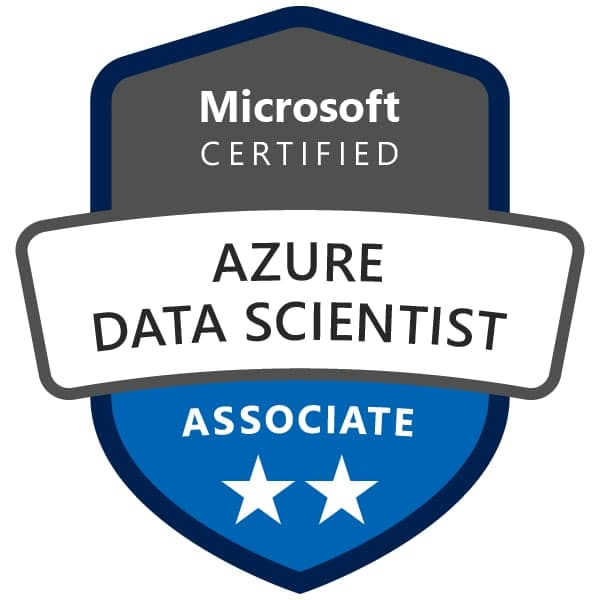 Microsoft
CERTIFIED
AZURE
DATA SCIENTIST
ASSOCIATE